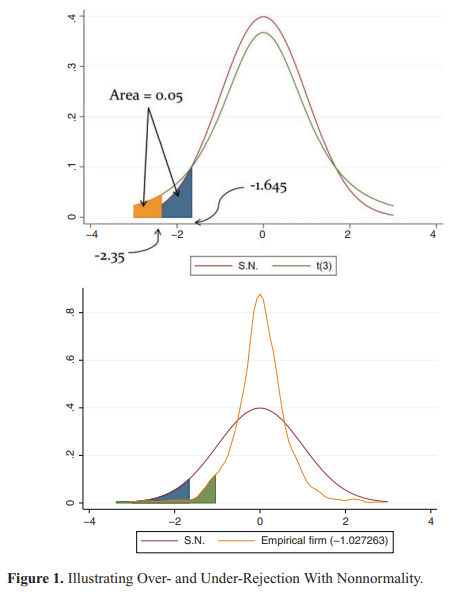 .4
.3
.2
.1
0
Area = 0.05
-1.645
-4 -2 0 2 4
-2.35
S.N. t(3)
.8
.6
.4
.2
0
-4 -2 0 2 4
S.N. Empirical firm (-1.027263)
Figure 1. Illustrating Over- and Under-Rejection With Nonnormality.